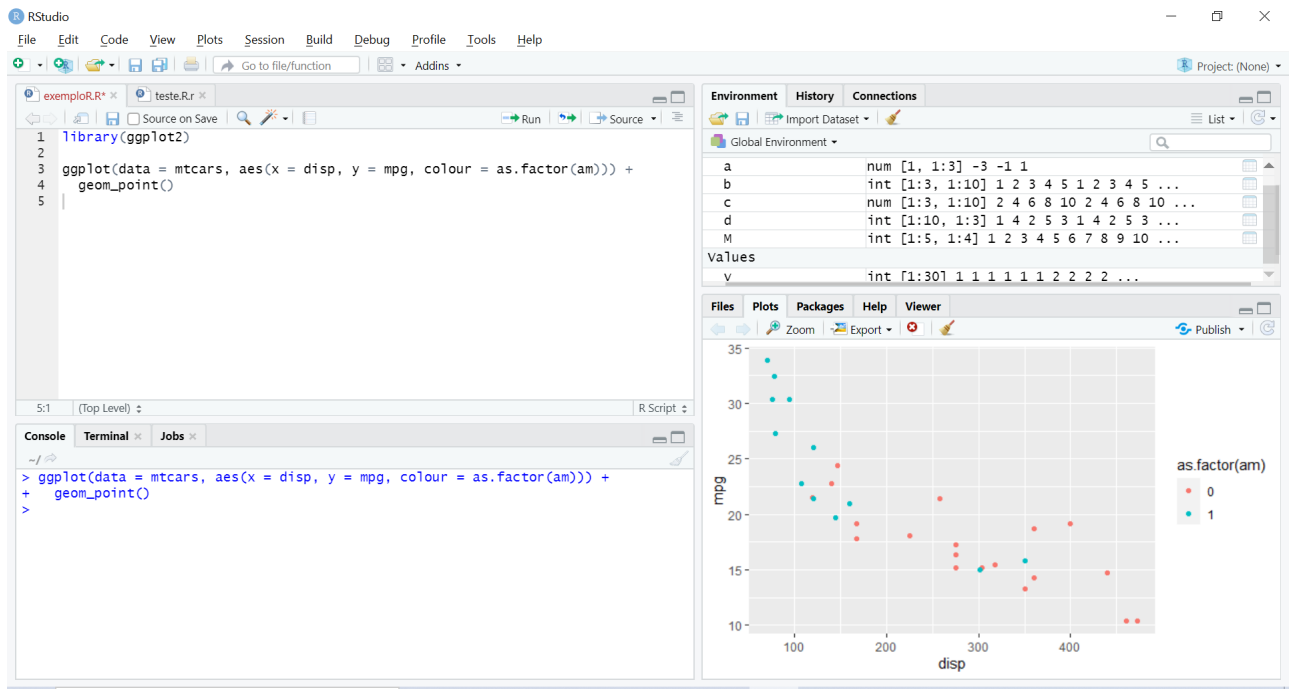 RStudio
File Edit Code View Plots Session Build Debug Profile Tools Help
Go to file/function Addins Project: (None)
exemploR.R* teste.R.r
Source on Save Run Source
1 library(ggplot2)
2
3 ggplot(data = mtcars, aes(x = disp, y = mpg, colour = as.factor(am))) +
4   geom_point()
5
5:1 (Top Level) R Script
Console Terminal Jobs
~/
> ggplot(data = mtcars, aes(x = disp, y = mpg, colour = as.factor(am))) +
+   geom_point()
>
Environment History Connections
Import Dataset List
Global Environment
a num [1, 1:3] -3 -1 1
b int [1:3, 1:10] 1 2 3 4 5 1 2 3 4 5 ...
c num [1:3, 1:10] 2 4 6 8 10 2 4 6 8 10 ...
d int [1:10, 1:3] 1 4 2 5 3 1 4 2 5 3 ...
M int [1:5, 1:4] 1 2 3 4 5 6 7 8 9 10 ...
Values
v int [1:30] 1 1 1 1 1 1 2 2 2 2 ...
Files Plots Packages Help Viewer
Zoom Export Publish
35
30
25
20
15
10
mpg
100 200 300 400
disp
as.factor(am)
0
1